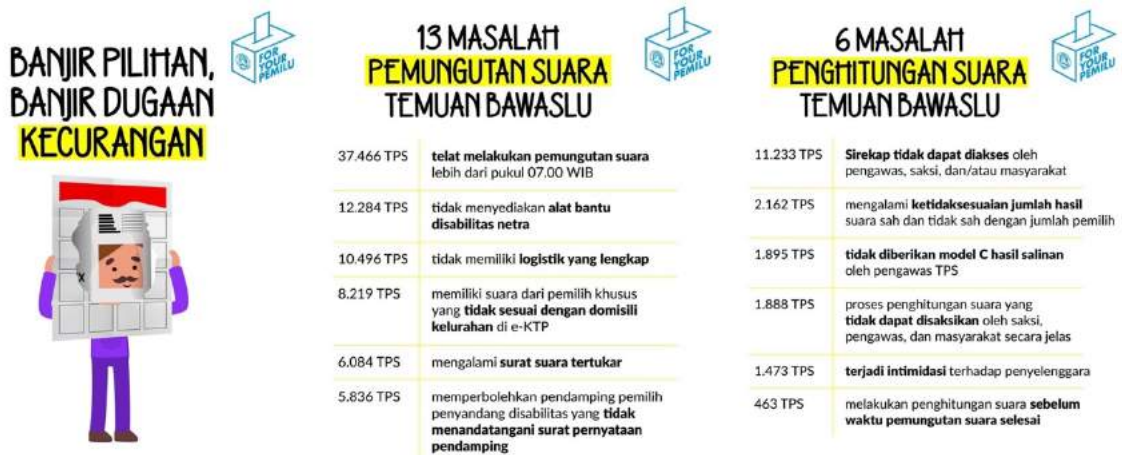 BANJIR PILIHAN,
BANJIR DUGAAN
KECURANGAN
FOR
YOUR
PEMILU
13 MASALAH
PEMUNGUTAN SUARA
TEMUAN BAWASLU
FOR
YOUR
PEMILU
37.466 TPS telat melakukan pemungutan suara
lebih dari pukul 07.00 WIB
12.284 TPS tidak menyediakan alat bantu
disabilitas netra
10.496 TPS tidak memiliki logistik yang lengkap
8.219 TPS memiliki suara dari pemilih khusus
yang tidak sesuai dengan domisili
kelurahan di e-KTP
6.084 TPS mengalami surat suara tertukar
5.836 TPS memperbolehkan pendamping pemilih
penyandang disabilitas yang tidak
menandatangani surat pernyataan
pendamping
6 MASALAH
PENGHITUNGAN SUARA
TEMUAN BAWASLU
FOR
YOUR
PEMILU
11.233 TPS Sirekap tidak dapat diakses oleh
pengawas, saksi, dan/atau masyarakat
2.162 TPS mengalami ketidaksesuaian jumlah hasil
suara sah dan tidak sah dengan jumlah pemilih
1.895 TPS tidak diberikan model C hasil salinan
oleh pengawas TPS
1.888 TPS proses penghitungan suara yang
tidak dapat disaksikan oleh saksi,
pengawas, dan masyarakat secara jelas
1.473 TPS terjadi intimidasi terhadap penyelenggara
463 TPS melakukan penghitungan suara sebelum
waktu pemungutan suara selesai